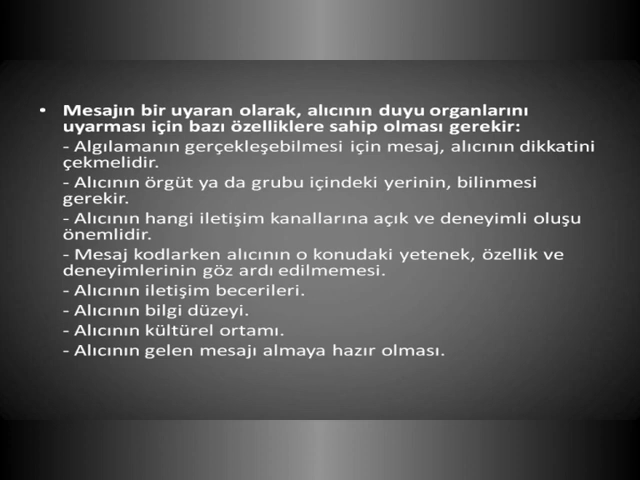 • Mesajın bir uyaran olarak, alıcının duyu organlarını
uyarması için bazı özelliklere sahip olması gerekir:
- Algılamanın gerçekleşebilmesi için mesaj, alıcının dikkatini
çekmelidir.
- Alıcının örgüt ya da grubu içindeki yerinin, bilinmesi
gerekir.
- Alıcının hangi iletişim kanallarına açık ve deneyimli oluşu
önemlidir.
- Mesaj kodlarken alıcının o konudaki yetenek, özellik ve
deneyimlerinin göz ardı edilmemesi.
- Alıcının iletişim becerileri.
- Alıcının bilgi düzeyi.
- Alıcının kültürel ortamı.
- Alıcının gelen mesajı almaya hazır olması.